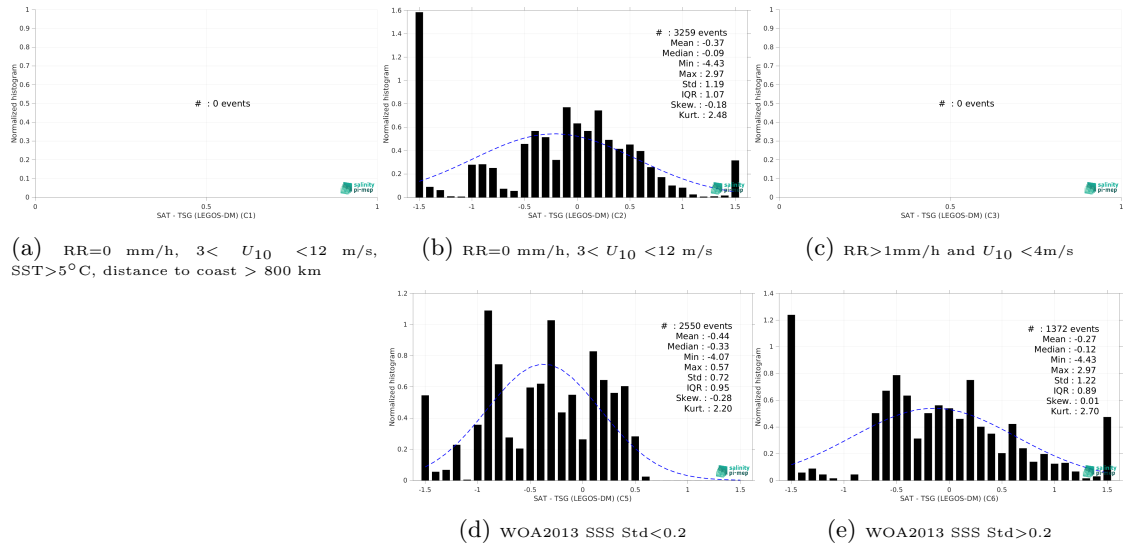 1
0.9
0.8
0.7
0.6
0.5
0.4
0.3
0.2
0.1
0
Normalized histogram
# : 0 events
salinity
pi-mep
0 0.5 1
SAT - TSG (LEGOS-DM) (C1)
1.6
1.4
1.2
1
0.8
0.6
0.4
0.2
0
Normalized histogram
# : 3259 events
Mean : -0.37
Median : -0.09
Min : -4.43
Max : 2.97
Std : 1.19
IQR : 1.07
Skew. : -0.18
Kurt. : 2.48
salinity
pi-mep
-1.5 -1 -0.5 0 0.5 1 1.5
SAT - TSG (LEGOS-DM) (C2)
1
0.9
0.8
0.7
0.6
0.5
0.4
0.3
0.2
0.1
0
Normalized histogram
# : 0 events
salinity
pi-mep
0 0.5 1
SAT - TSG (LEGOS-DM) (C3)
(a) RR=0 mm/h, 3< U10 <12 m/s,
SST>5°C, distance to coast > 800 km
(b) RR=0 mm/h, 3< U10 <12 m/s
(c) RR>1mm/h and U10 <4m/s
1.2
1
0.8
0.6
0.4
0.2
0
Normalized histogram
# : 2550 events
Mean : -0.44
Median : -0.33
Min : -4.07
Max : 0.57
Std : 0.72
IQR : 0.95
Skew. : -0.28
Kurt. : 2.20
salinity
pi-mep
-1.5 -1 -0.5 0 0.5 1 1.5
SAT - TSG (LEGOS-DM) (C5)
1.4
1.2
1
0.8
0.6
0.4
0.2
0
Normalized histogram
# : 1372 events
Mean : -0.27
Median : -0.12
Min : -4.43
Max : 2.97
Std : 1.22
IQR : 0.89
Skew. : 0.01
Kurt. : 2.70
salinity
pi-mep
-1.5 -1 -0.5 0 0.5 1 1.5
SAT - TSG (LEGOS-DM) (C6)
(d) WOA2013 SSS Std<0.2
(e) WOA2013 SSS Std>0.2